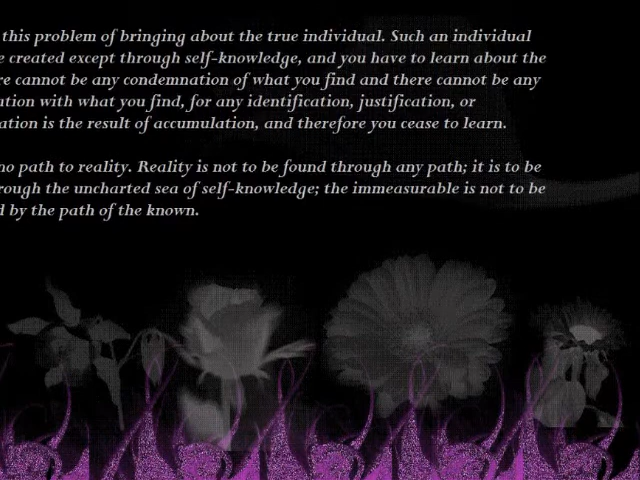 this problem of bringing about the true individual. Such an individual
created except through self-knowledge, and you have to learn about the
cannot be any condemnation of what you find and there cannot be any
with what you find, for any identification, justification, or
is the result of accumulation, and therefore you cease to learn.
no path to reality. Reality is not to be found through any path; it is to be
the uncharted sea of self-knowledge; the immeasurable is not to be
by the path of the known.